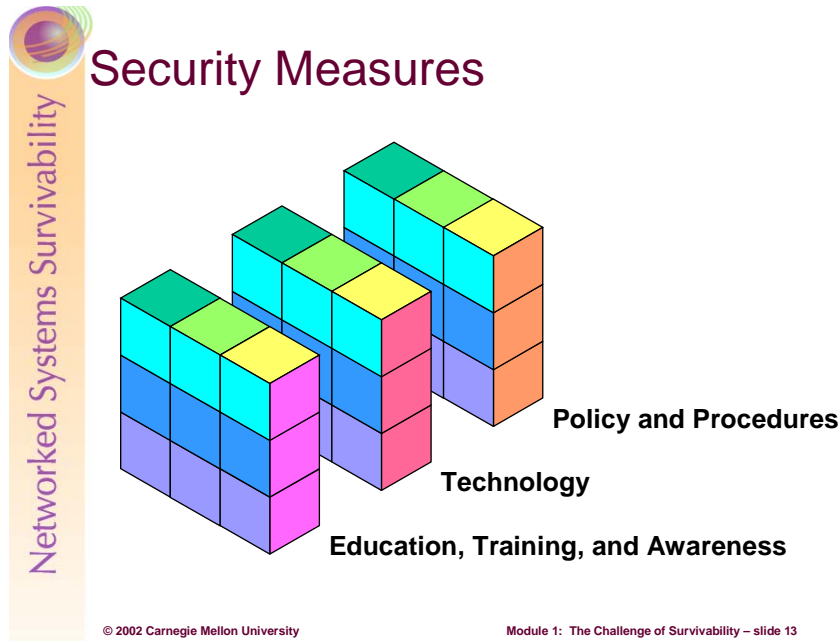 Security Measures
Networked Systems Survivability
Policy and Procedures
Technology
Education, Training, and Awareness
© 2002 Carnegie Mellon University
Module 1: The Challenge of Survivability – slide 13